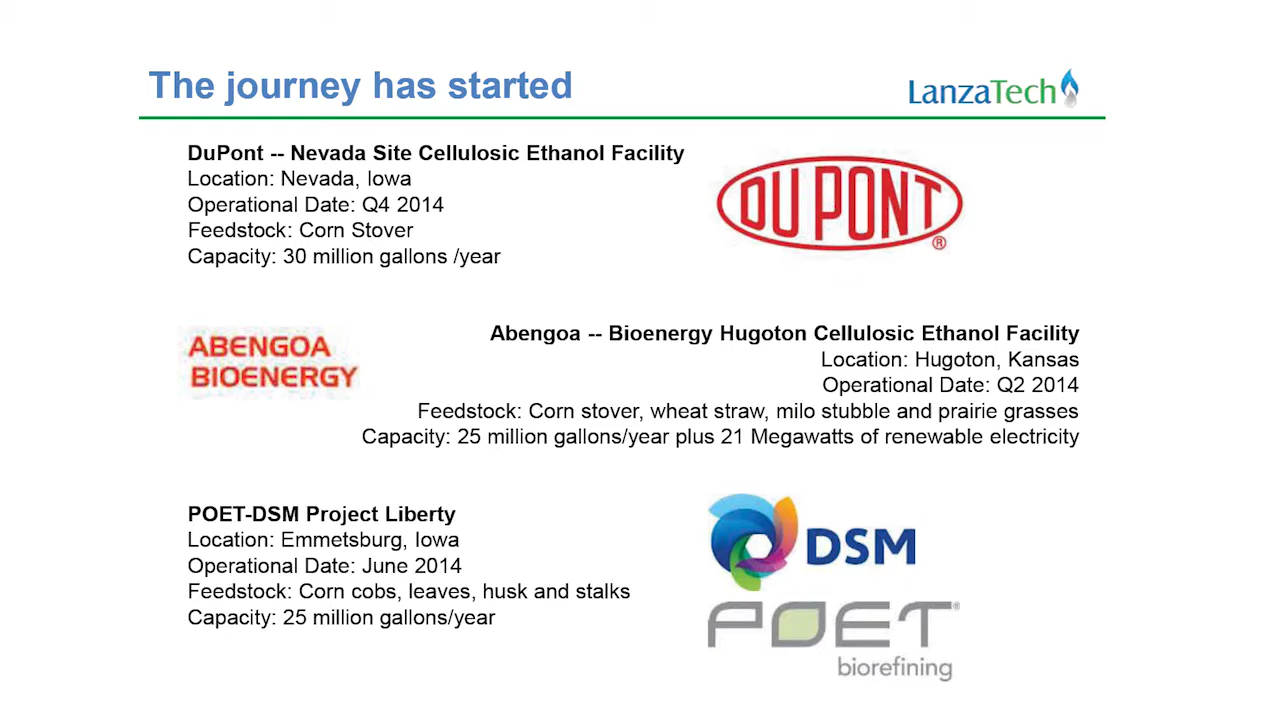 The journey has started
LanzaTech
DuPont -- Nevada Site Cellulosic Ethanol Facility
Location: Nevada, Iowa
Operational Date: Q4 2014
Feedstock: Corn Stover
Capacity: 30 million gallons /year
DU PONT
®
ABENGOA
BIOENERGY
Abengoa -- Bioenergy Hugoton Cellulosic Ethanol Facility
Location: Hugoton, Kansas
Operational Date: Q2 2014
Feedstock: Corn stover, wheat straw, milo stubble and prairie grasses
Capacity: 25 million gallons/year plus 21 Megawatts of renewable electricity
POET-DSM Project Liberty
Location: Emmetsburg, Iowa
Operational Date: June 2014
Feedstock: Corn cobs, leaves, husk and stalks
Capacity: 25 million gallons/year
DSM
POET®
biorefining